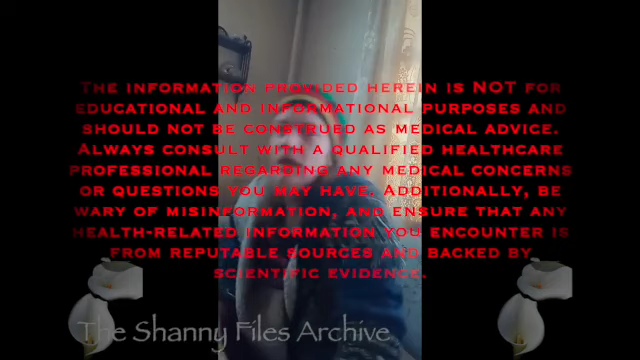 The information provided herein is NOT for
educational and informational purposes and
should not be construed as medical advice.
Always consult with a qualified healthcare
professional regarding any medical concerns
or questions you may have. Additionally, be
wary of misinformation, and ensure that any
health-related information you encounter is
from reputable sources and backed by
scientific evidence.
The Shanny Files Archive